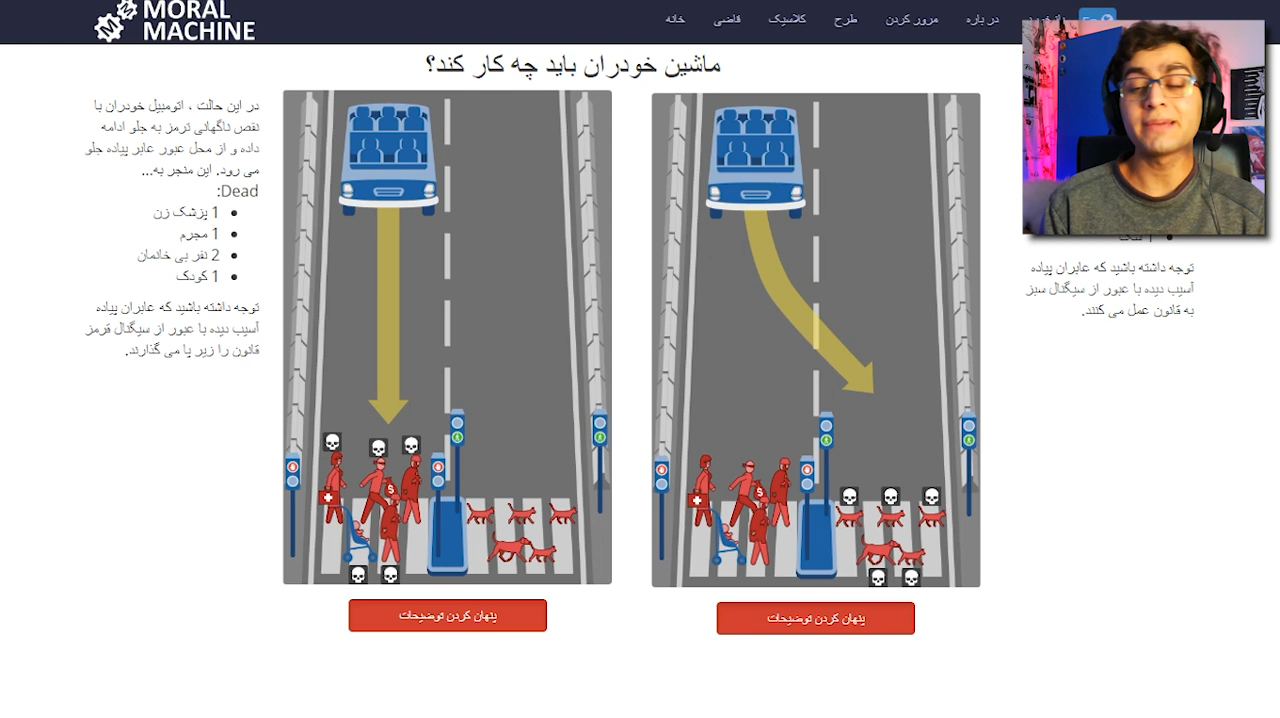 MORAL
MACHINE
خانه
قاضی
کلاسیک
طرح
مرور کردن
در باره
ماشین خودران باید چه کار کند؟
در این حالت ، اتومبیل خودران با
نقص ناگهانی ترمز به جلو ادامه
داده و از محل عبور عابر پیاده جلو
می رود. این منجر به...
Dead:
1 پزشک زن
1 مجرم
2 نفر بی خانمان
1 کودک
توجه داشته باشید که عابران پیاده
آسیب دیده با عبور از سیگنال قرمز
قانون را زیر پا می گذارند.
توجه داشته باشید که عابران پیاده
آسیب دیده با عبور از سیگنال سبز
به قانون عمل می کنند.
پنهان کردن توضیحات
پنهان کردن توضیحات